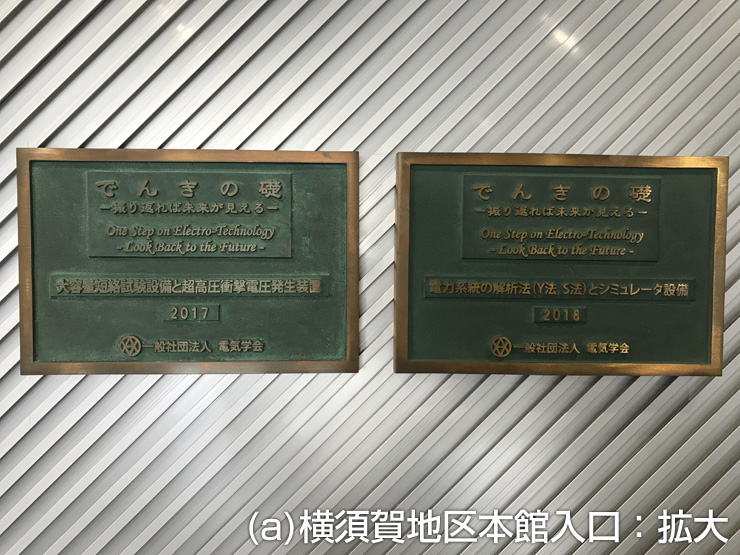 でんぎの礎
ー振り返れば未来が見えるー
One Step on Electro-Technology
- Look Back to the Future -
大容量短絡試験設備と超高圧衝撃電圧発生装置
2017
一般社団法人 電気学会
でんきの礎
ー振り返れば未来が見えるー
One Step on Electro-Technology
- Look Back to the Future -
電力系統の解析法(Y法、S法)とシミュレータ設備
2018
一般社団法人 電気学会
(a)横須賀地区本館入口：拡大